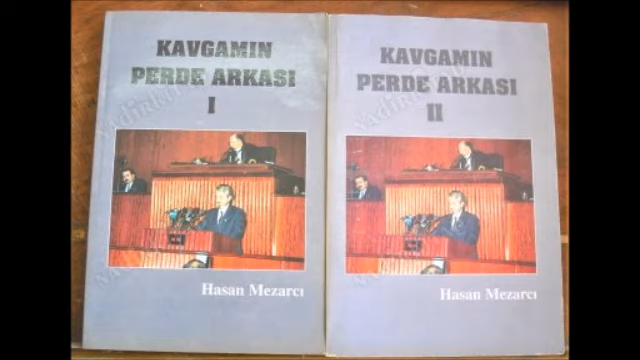 KAVGAMIN
PERDE ARKASI
I
Hasan Mezarcı
KAVGAMIN
PERDE ARKASI
II
Hasan Mezarcı